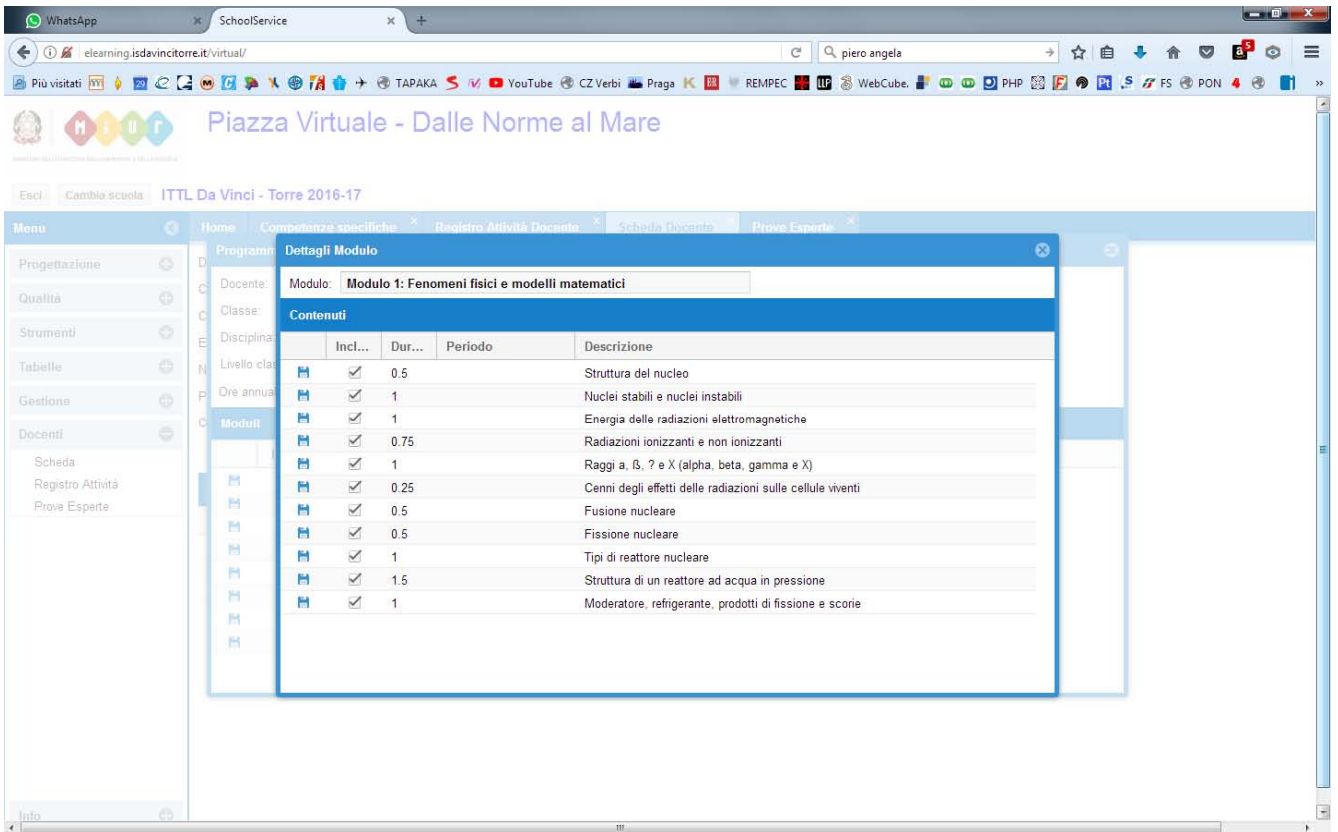 WhatsApp
SchoolService
elearning.isdavincitorre.it/virtual/
piero angela
5
Più visitati
29
TAPAKA
YouTube
CZ Verbi
Praga
REMPEC
WebCube.
PHP
FS
PON
4
Miur
Piazza Virtuale - Dalle Norme al Mare
Esci
Cambia scuola
ITTL Da Vinci - Torre 2016-17
Menu
Home
Competenze specifiche
Registro Attività Docente
Scheda Docente
Prove Esperte
Progettazione
Qualità
Strumenti
Tabelle
Gestione
Docenti
Scheda
Registro Attività
Prove Esperte
Info
Programm
Docente:
Classe:
Disciplina:
Livello clas
Ore annual
Moduli
Dettagli Modulo
Modulo: Modulo 1: Fenomeni fisici e modelli matematici
Contenuti
Incl... Dur... Periodo Descrizione
0.5 Struttura del nucleo
1 Nuclei stabili e nuclei instabili
1 Energia delle radiazioni elettromagnetiche
0.75 Radiazioni ionizzanti e non ionizzanti
1 Raggi a, ß, ? e X (alpha, beta, gamma e X)
0.25 Cenni degli effetti delle radiazioni sulle cellule viventi
0.5 Fusione nucleare
0.5 Fissione nucleare
1 Tipi di reattore nucleare
1.5 Struttura di un reattore ad acqua in pressione
1 Moderatore, refrigerante, prodotti di fissione e scorie